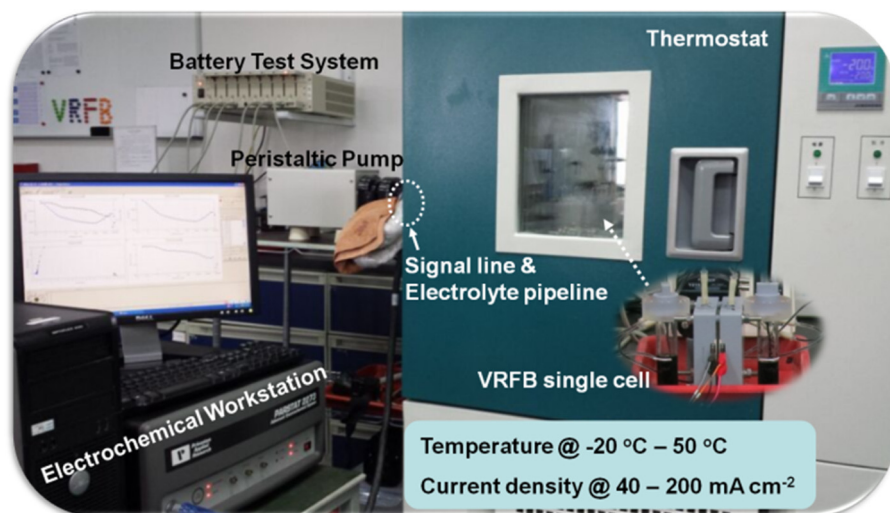 Battery Test System
Thermostat
VRFB
Peristaltic Pump
Signal line &
Electrolyte pipeline
VRFB single cell
Electrochemical Workstation
Temperature @ -20 °C – 50 °C
Current density @ 40 – 200 mA cm-2